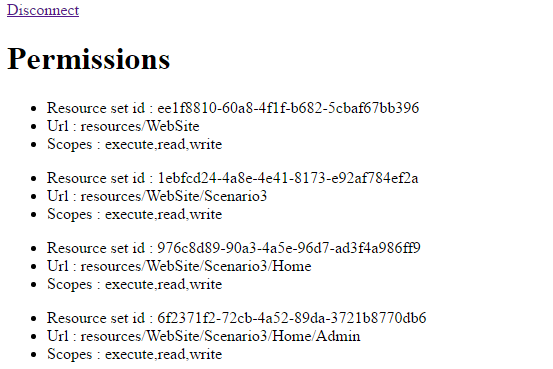 Disconnect
Permissions
Resource set id : ee1f8810-60a8-4f1f-b682-5cbaf67bb396
Url : resources/WebSite
Scopes : execute,read,write
Resource set id : 1ebfcd24-4a8e-4e41-8173-e92af784ef2a
Url : resources/WebSite/Scenario3
Scopes : execute,read,write
Resource set id : 976c8d89-90a3-4a5e-96d7-ad3f4a986ff9
Url : resources/WebSite/Scenario3/Home
Scopes : execute,read,write
Resource set id : 6f2371f2-72cb-4a52-89da-3721b8770db6
Url : resources/WebSite/Scenario3/Home/Admin
Scopes : execute,read,write